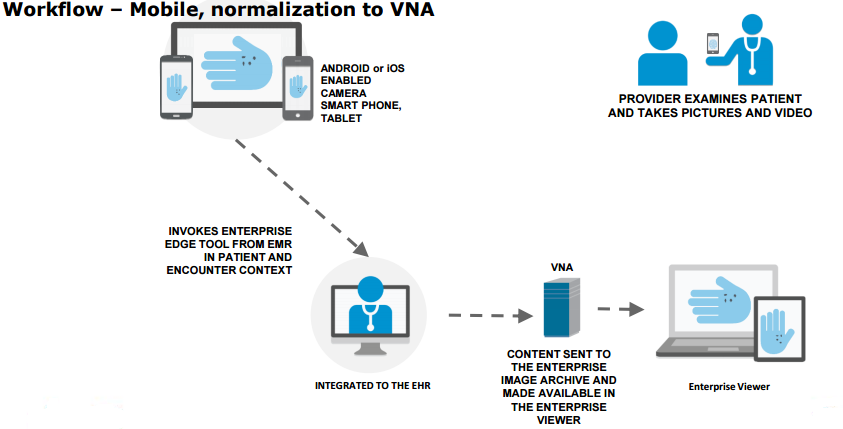 Workflow – Mobile, normalization to VNA
ANDROID or iOS
ENABLED
CAMERA
SMART PHONE,
TABLET
PROVIDER EXAMINES PATIENT
AND TAKES PICTURES AND VIDEO
INVOKES ENTERPRISE
EDGE TOOL FROM EMR
IN PATIENT AND
ENCOUNTER CONTEXT
INTEGRATED TO THE EHR
VNA
CONTENT SENT TO
THE ENTERPRISE
IMAGE ARCHIVE AND
MADE AVAILABLE IN
THE ENTERPRISE
VIEWER
Enterprise Viewer